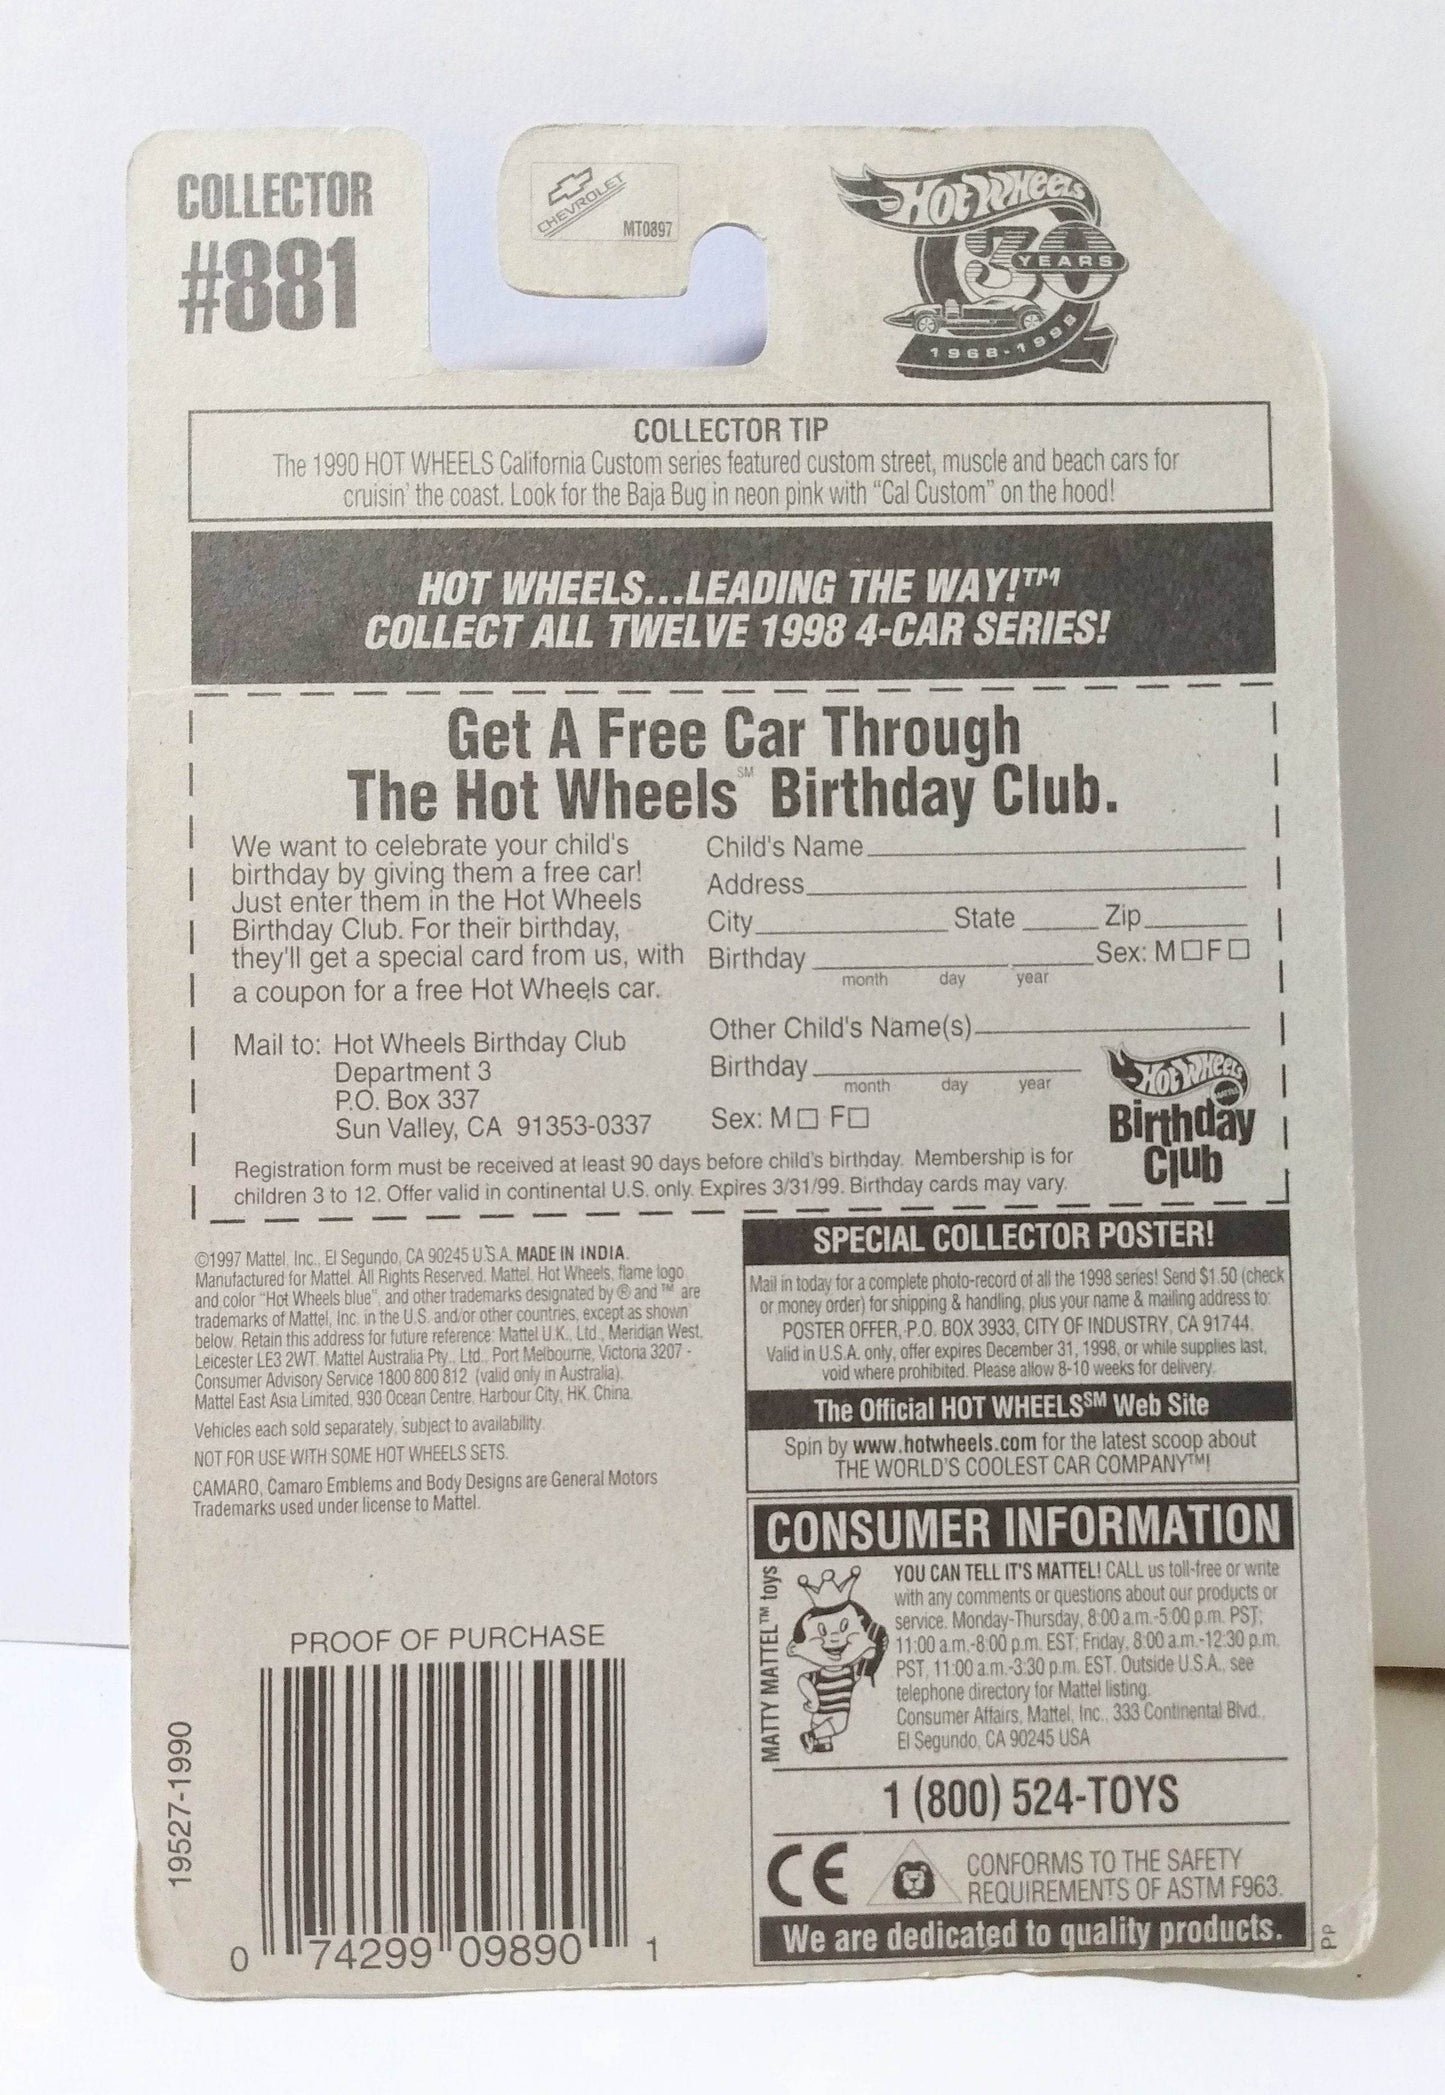 COLLECTOR
#881
CHEVROLET
MT0897
Hot Wheels
30
YEARS
1968-1998
COLLECTOR TIP
The 1990 HOT WHEELS California Custom series featured custom street, muscle and beach cars for
cruisin' the coast. Look for the Baja Bug in neon pink with "Cal Custom" on the hood!
HOT WHEELS...LEADING THE WAY!™
COLLECT ALL TWELVE 1998 4-CAR SERIES!
Get A Free Car Through
The Hot Wheels℠ Birthday Club.
We want to celebrate your child's
birthday by giving them a free car!
Just enter them in the Hot Wheels
Birthday Club. For their birthday,
they'll get a special card from us, with
a coupon for a free Hot Wheels car.
Mail to: Hot Wheels Birthday Club
Department 3
P.O. Box 337
Sun Valley, CA 91353-0337
Child's Name
Address
City State Zip
Birthday Sex: M☐F☐
month day year
Other Child's Name(s)
Birthday
month day year
Sex: M☐ F☐
Hot Wheels
Birthday
Club
Registration form must be received at least 90 days before child's birthday. Membership is for
children 3 to 12. Offer valid in continental U.S. only. Expires 3/31/99. Birthday cards may vary.
©1997 Mattel, Inc., El Segundo, CA 90245 U.S.A. MADE IN INDIA.
Manufactured for Mattel. All Rights Reserved. Mattel, Hot Wheels, flame logo
and color "Hot Wheels blue", and other trademarks designated by ® and ™ are
trademarks of Mattel, Inc. in the U.S. and/or other countries, except as shown
below. Retain this address for future reference: Mattel U.K., Ltd., Meridian West,
Leicester LE3 2WT. Mattel Australia Pty., Ltd., Port Melbourne, Victoria 3207 -
Consumer Advisory Service 1800 800 812 (valid only in Australia).
Mattel East Asia Limited, 930 Ocean Centre, Harbour City, HK, China.
Vehicles each sold separately, subject to availability.
NOT FOR USE WITH SOME HOT WHEELS SETS.
CAMARO, Camaro Emblems and Body Designs are General Motors
Trademarks used under license to Mattel.
SPECIAL COLLECTOR POSTER!
Mail in today for a complete photo-record of all the 1998 series! Send $1.50 (check
or money order) for shipping & handling, plus your name & mailing address to:
POSTER OFFER, P.O. BOX 3933, CITY OF INDUSTRY, CA 91744.
Valid in U.S.A. only, offer expires December 31, 1998, or while supplies last,
void where prohibited. Please allow 8-10 weeks for delivery.
The Official HOT WHEELS℠ Web Site
Spin by www.hotwheels.com for the latest scoop about
THE WORLD'S COOLEST CAR COMPANY™!
CONSUMER INFORMATION
MATTY MATTEL™ toys
YOU CAN TELL IT'S MATTEL! CALL us toll-free or write
with any comments or questions about our products or
service. Monday-Thursday, 8:00 a.m.-5:00 p.m. PST;
11:00 a.m.-8:00 p.m. EST; Friday, 8:00 a.m.-12:30 p.m.
PST, 11:00 a.m.-3:30 p.m. EST. Outside U.S.A., see
telephone directory for Mattel listing.
Consumer Affairs, Mattel, Inc., 333 Continental Blvd.,
El Segundo, CA 90245 USA
1 (800) 524-TOYS
CE
CONFORMS TO THE SAFETY
REQUIREMENTS OF ASTM F963.
We are dedicated to quality products.
PP
PROOF OF PURCHASE
19527-1990
0 74299 09890 1